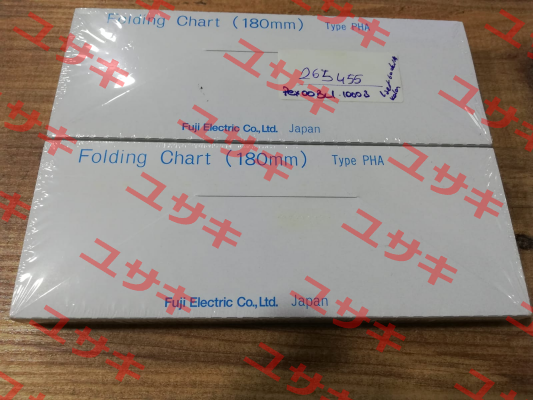 Folding Chart (180mm) Type PHA
265455
Fuji Electric Co., Ltd. Japan
Folding Chart (180mm) Type PHA
Fuji Electric Co., Ltd. Japan
ユサキ